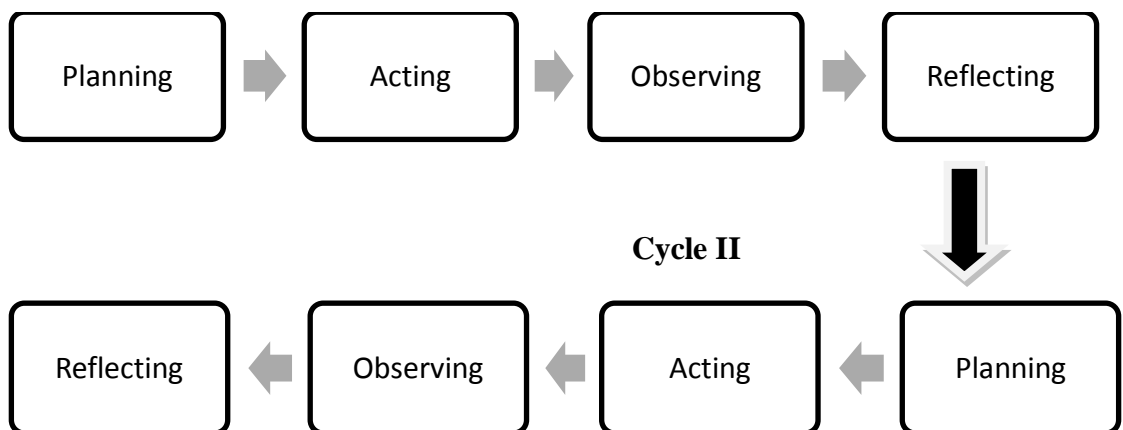 Planning
Acting
Observing
Reflecting
Cycle II
Reflecting
Observing
Acting
Planning